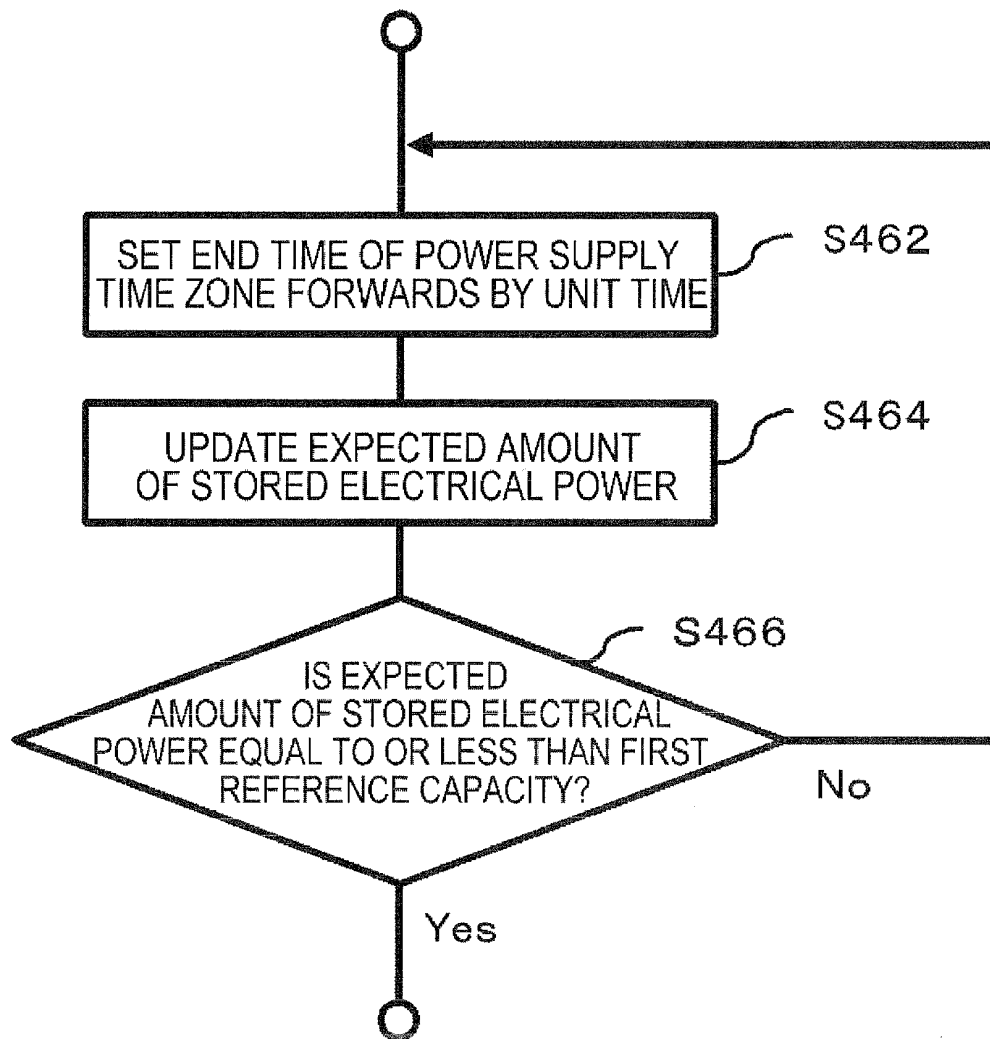 SET END TIME OF POWER SUPPLY
TIME ZONE FORWARDS BY UNIT TIME
S462
UPDATE EXPECTED AMOUNT
OF STORED ELECTRICAL POWER
S464
S466
IS EXPECTED
AMOUNT OF STORED ELECTRICAL
POWER EQUAL TO OR LESS THAN FIRST
REFERENCE CAPACITY?
No
Yes